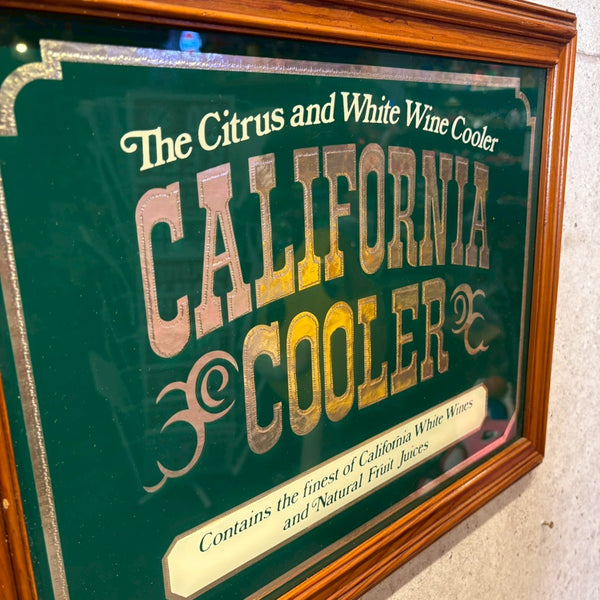 The Citrus and White Wine Cooler
CALIFORNIA
COOLER
Contains the finest of California White Wines
and Natural Fruit Juices